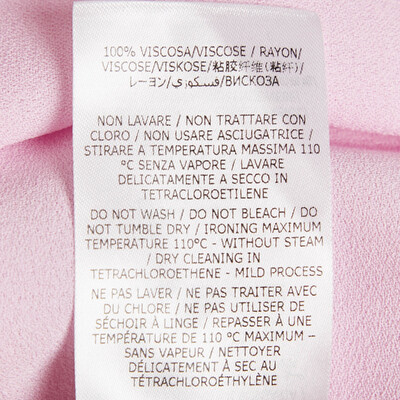 100% VISCOSA/VISCOSE / RAYON/
VISCOSE/VISKOSE/粘胶纤维(粘纤)/
レーヨン/فسكوزي/ВИСКОЗА
NON LAVARE / NON TRATTARE CON
CLORO / NON USARE ASCIUGATRICE /
STIRARE A TEMPERATURA MASSIMA 110
°C SENZA VAPORE / LAVARE
DELICATAMENTE A SECCO IN
TETRACLOROETILENE
DO NOT WASH / DO NOT BLEACH / DO
NOT TUMBLE DRY / IRONING MAXIMUM
TEMPERATURE 110°C - WITHOUT STEAM
/ DRY CLEANING IN
TETRACHLOROETHENE - MILD PROCESS
NE PAS LAVER / NE PAS TRAITER AVEC
DU CHLORE / NE PAS UTILISER DE
SÉCHOIR À LINGE / REPASSER À UNE
TEMPÉRATURE DE 110 °C MAXIMUM –
SANS VAPEUR / NETTOYER
DÉLICATEMENT À SEC AU
TÉTRACHLOROÉTHYLÈNE